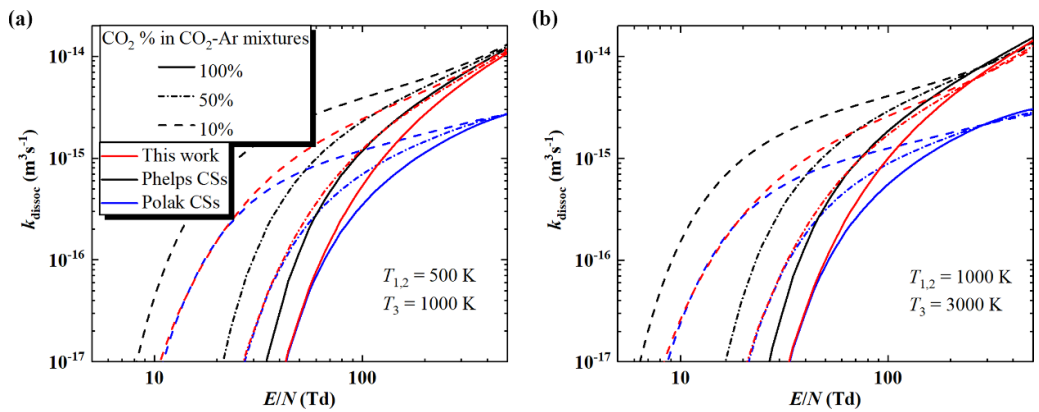 (a)
CO₂ % in CO₂-Ar mixtures
100%
50%
10%
This work
Phelps CSs
Polak CSs
10⁻¹⁴
10⁻¹⁵
10⁻¹⁶
10⁻¹⁷
k_dissoc (m³s⁻¹)
T₁,₂ = 500 K
T₃ = 1000 K
10
100
E/N (Td)
(b)
10⁻¹⁴
10⁻¹⁵
10⁻¹⁶
10⁻¹⁷
k_dissoc (m³s⁻¹)
T₁,₂ = 1000 K
T₃ = 3000 K
10
100
E/N (Td)